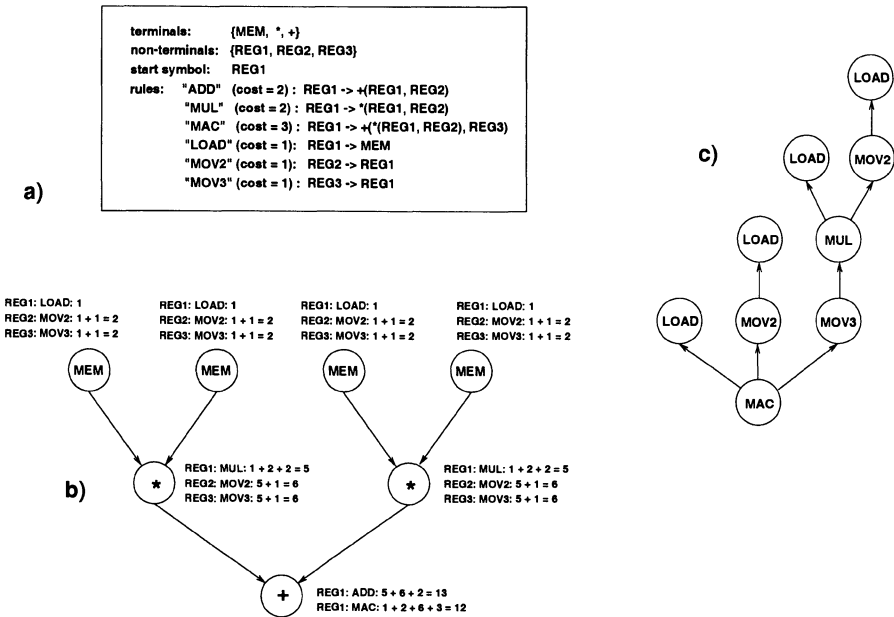 terminals: {MEM, *, +}
non-terminals: {REG1, REG2, REG3}
start symbol: REG1
rules: "ADD" (cost = 2) : REG1 -> +(REG1, REG2)
"MUL" (cost = 2) : REG1 -> *(REG1, REG2)
"MAC" (cost = 3) : REG1 -> +(*(REG1, REG2), REG3)
"LOAD" (cost = 1): REG1 -> MEM
"MOV2" (cost = 1): REG2 -> REG1
"MOV3" (cost = 1) : REG3 -> REG1
a)
c)
LOAD
LOAD MOV2
LOAD MUL
LOAD MOV2 MOV3
MAC
REG1: LOAD: 1
REG2: MOV2: 1 + 1 = 2
REG3: MOV3: 1 + 1 = 2
REG1: LOAD: 1
REG2: MOV2: 1 + 1 = 2
REG3: MOV3: 1 + 1 = 2
REG1: LOAD: 1
REG2: MOV2: 1 + 1 = 2
REG3: MOV3: 1 + 1 = 2
REG1: LOAD: 1
REG2: MOV2: 1 + 1 = 2
REG3: MOV3: 1 + 1 = 2
MEM MEM MEM MEM
b)
*
REG1: MUL: 1 + 2 + 2 = 5
REG2: MOV2: 5 + 1 = 6
REG3: MOV3: 5 + 1 = 6
*
REG1: MUL: 1 + 2 + 2 = 5
REG2: MOV2: 5 + 1 = 6
REG3: MOV3: 5 + 1 = 6
+
REG1: ADD: 5 + 6 + 2 = 13
REG1: MAC: 1 + 2 + 6 + 3 = 12